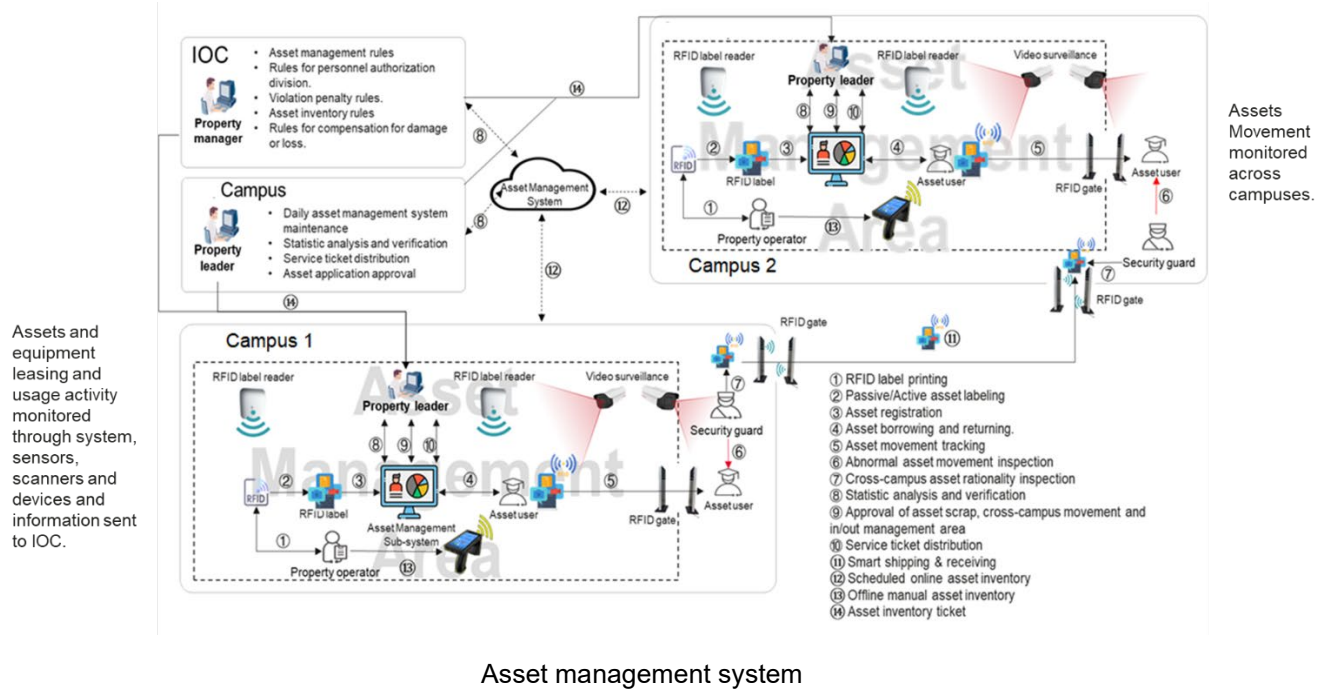 IOC
Property
manager
• Asset management rules
• Rules for personnel authorization
division.
• Violation penalty rules.
• Asset inventory rules
• Rules for compensation for damage
or loss.
Campus
Property
leader
• Daily asset management system
maintenance
• Statistic analysis and verification
• Service ticket distribution
• Asset application approval
⑭
⑧
⑧
Asset Management
System
⑫
⑫
⑭
Asset
Management
Area
RFID label reader
Property leader
RFID label reader
Video surveillance
⑧
⑨
⑩
RFID
②
RFID label
③
④
Asset user
⑤
RFID gate
Asset user
⑥
①
Property operator
⑬
Campus 2
Security guard
⑦
RFID gate
Assets
Movement
monitored
across
campuses.
Assets and
equipment
leasing and
usage activity
monitored
through system,
sensors,
scanners and
devices and
information sent
to IOC.
Campus 1
Asset
Management
Area
RFID label reader
Property leader
RFID label reader
Video surveillance
⑧
⑨
⑩
⑦
Security guard
⑥
RFID
②
RFID label
③
Asset Management
Sub-system
④
Asset user
⑤
RFID gate
Asset user
①
Property operator
⑬
RFID gate
⑪
① RFID label printing
② Passive/Active asset labeling
③ Asset registration
④ Asset borrowing and returning.
⑤ Asset movement tracking
⑥ Abnormal asset movement inspection
⑦ Cross-campus asset rationality inspection
⑧ Statistic analysis and verification
⑨ Approval of asset scrap, cross-campus movement and
in/out management area
⑩ Service ticket distribution
⑪ Smart shipping & receiving
⑫ Scheduled online asset inventory
⑬ Offline manual asset inventory
⑭ Asset inventory ticket
Asset management system